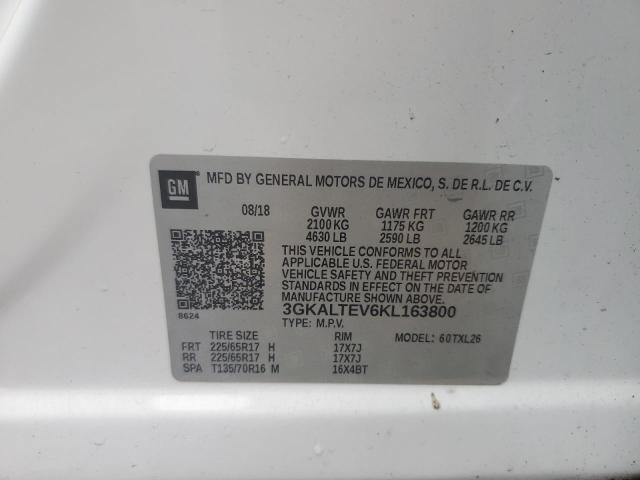 GM MFD BY GENERAL MOTORS DE MEXICO, S. DE R.L. DE C.V.
08/18 GVWR GAWR FRT GAWR RR
2100 KG 1175 KG 1200 KG
4630 LB 2590 LB 2645 LB
THIS VEHICLE CONFORMS TO ALL
APPLICABLE U.S. FEDERAL MOTOR
VEHICLE SAFETY AND THEFT PREVENTION
STANDARDS IN EFFECT ON THE DATE OF
MANUFACTURE SHOWN ABOVE.
8624 3GKALTEV6KL163800
TYPE: M.P.V. MODEL: 60TXL26
TIRE SIZE RIM
FRT 225/65R17 H 17X7J
RR 225/65R17 H 17X7J
SPA T135/70R16 M 16X4BT